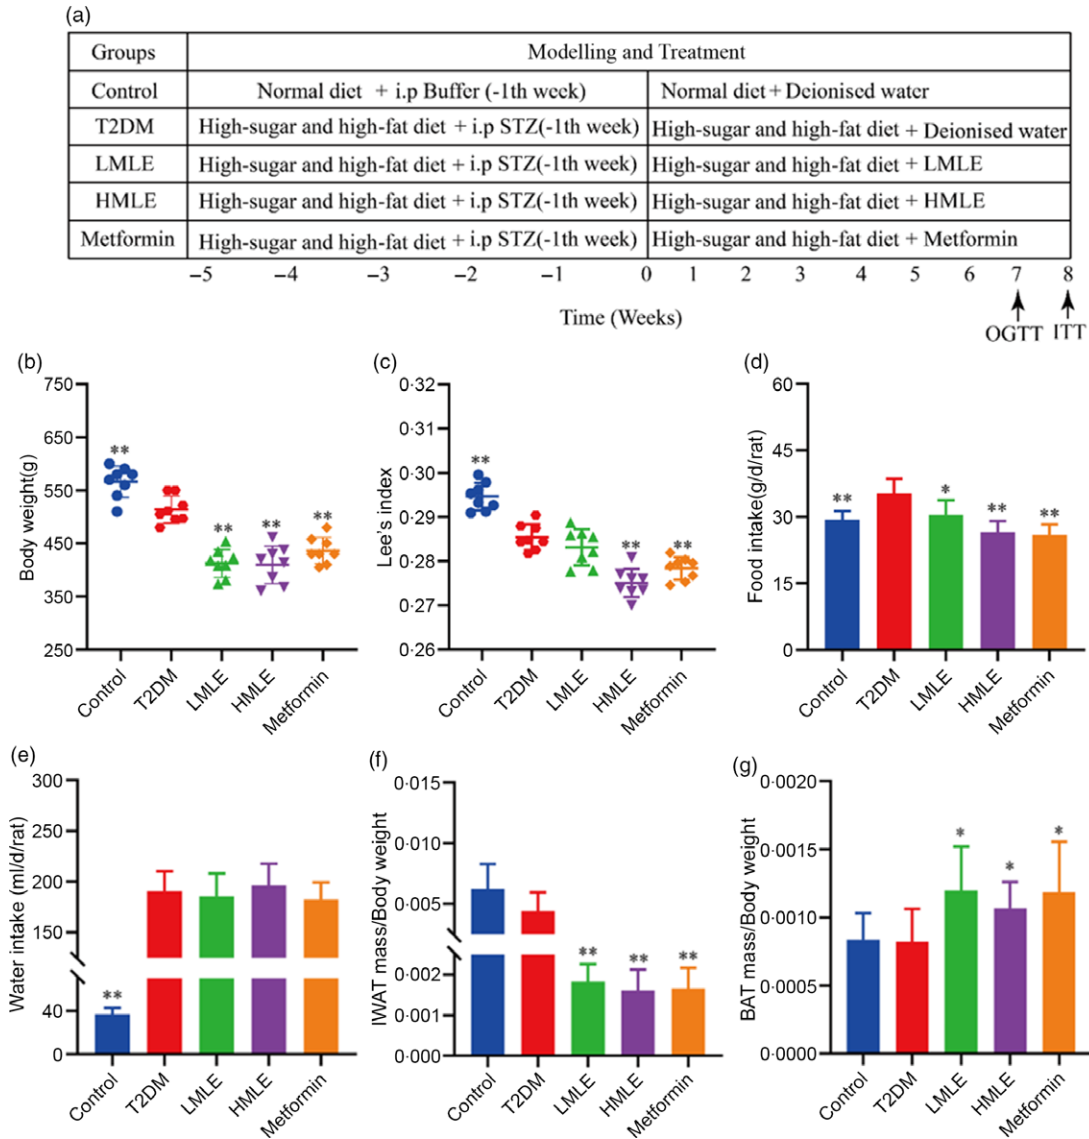 (a)
Groups Modelling and Treatment
Control Normal diet + i.p Buffer (-1th week) Normal diet + Deionised water
T2DM High-sugar and high-fat diet + i.p STZ(-1th week) High-sugar and high-fat diet + Deionised water
LMLE High-sugar and high-fat diet + i.p STZ(-1th week) High-sugar and high-fat diet + LMLE
HMLE High-sugar and high-fat diet + i.p STZ(-1th week) High-sugar and high-fat diet + HMLE
Metformin High-sugar and high-fat diet + i.p STZ(-1th week) High-sugar and high-fat diet + Metformin
−5 −4 −3 −2 −1 0 1 2 3 4 5 6 7 8
Time (Weeks)
OGTT ITT
(b)
Body weight(g)
750
650
550
450
350
250
**
**
**
**
Control T2DM LMLE HMLE Metformin
(c)
Lee's index
0·32
0·30
0·29
0·28
0·27
0·26
**
**
**
Control T2DM LMLE HMLE Metformin
(d)
Food intake(g/d/rat)
60
45
30
15
0
**
*
**
**
Control T2DM LMLE HMLE Metformin
(e)
Water intake (ml/d/rat)
300
250
200
150
40
0
**
Control T2DM LMLE HMLE Metformin
(f)
IWAT mass/Body weight
0·015
0·010
0·005
0·002
0·001
0·000
**
**
**
Control T2DM LMLE HMLE Metformin
(g)
BAT mass/Body weight
0·0020
0·0015
0·0010
0·0005
0·0000
*
*
*
Control T2DM LMLE HMLE Metformin